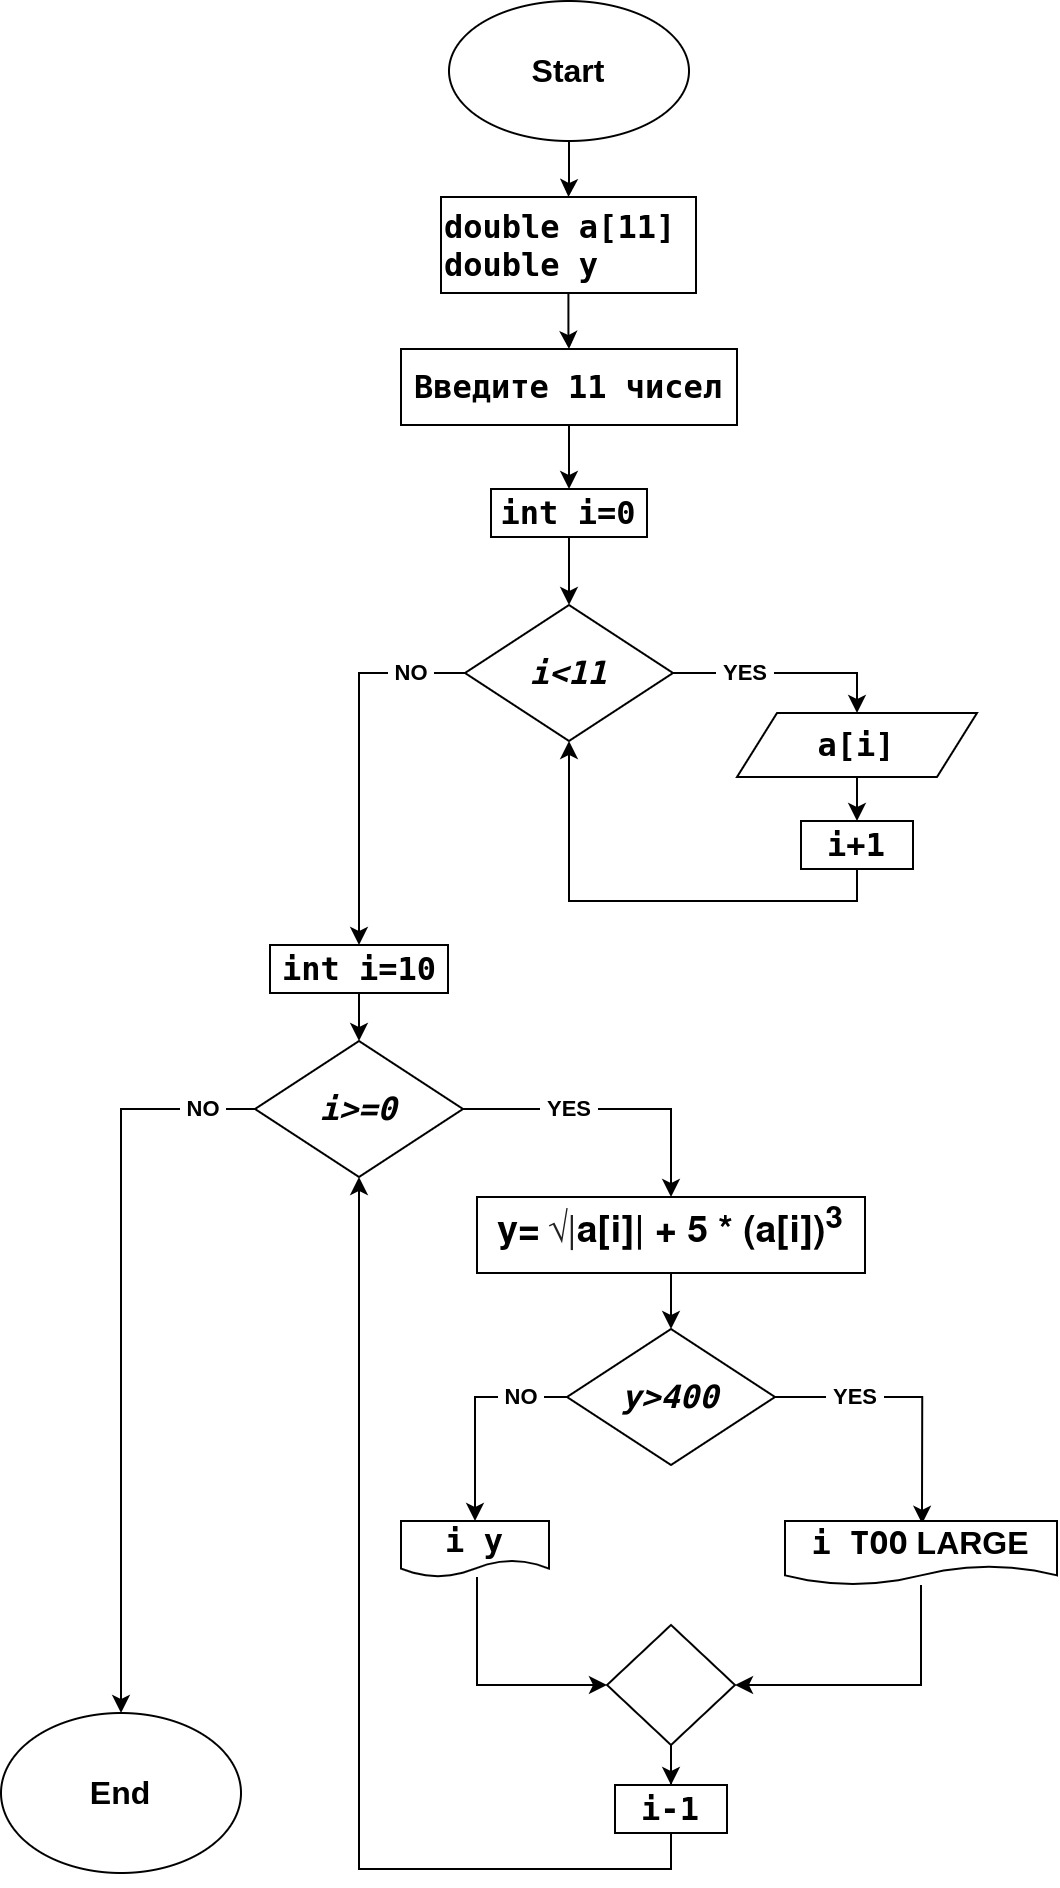 Start
double a[11]
double y
Введите 11 чисел
int i=0
i<11
NO
YES
a[i]
i+1
int i=10
i>=0
NO
YES
y= √|a[i]| + 5 * (a[i])³
y>400
NO
YES
i y
i TOO LARGE
End
i-1